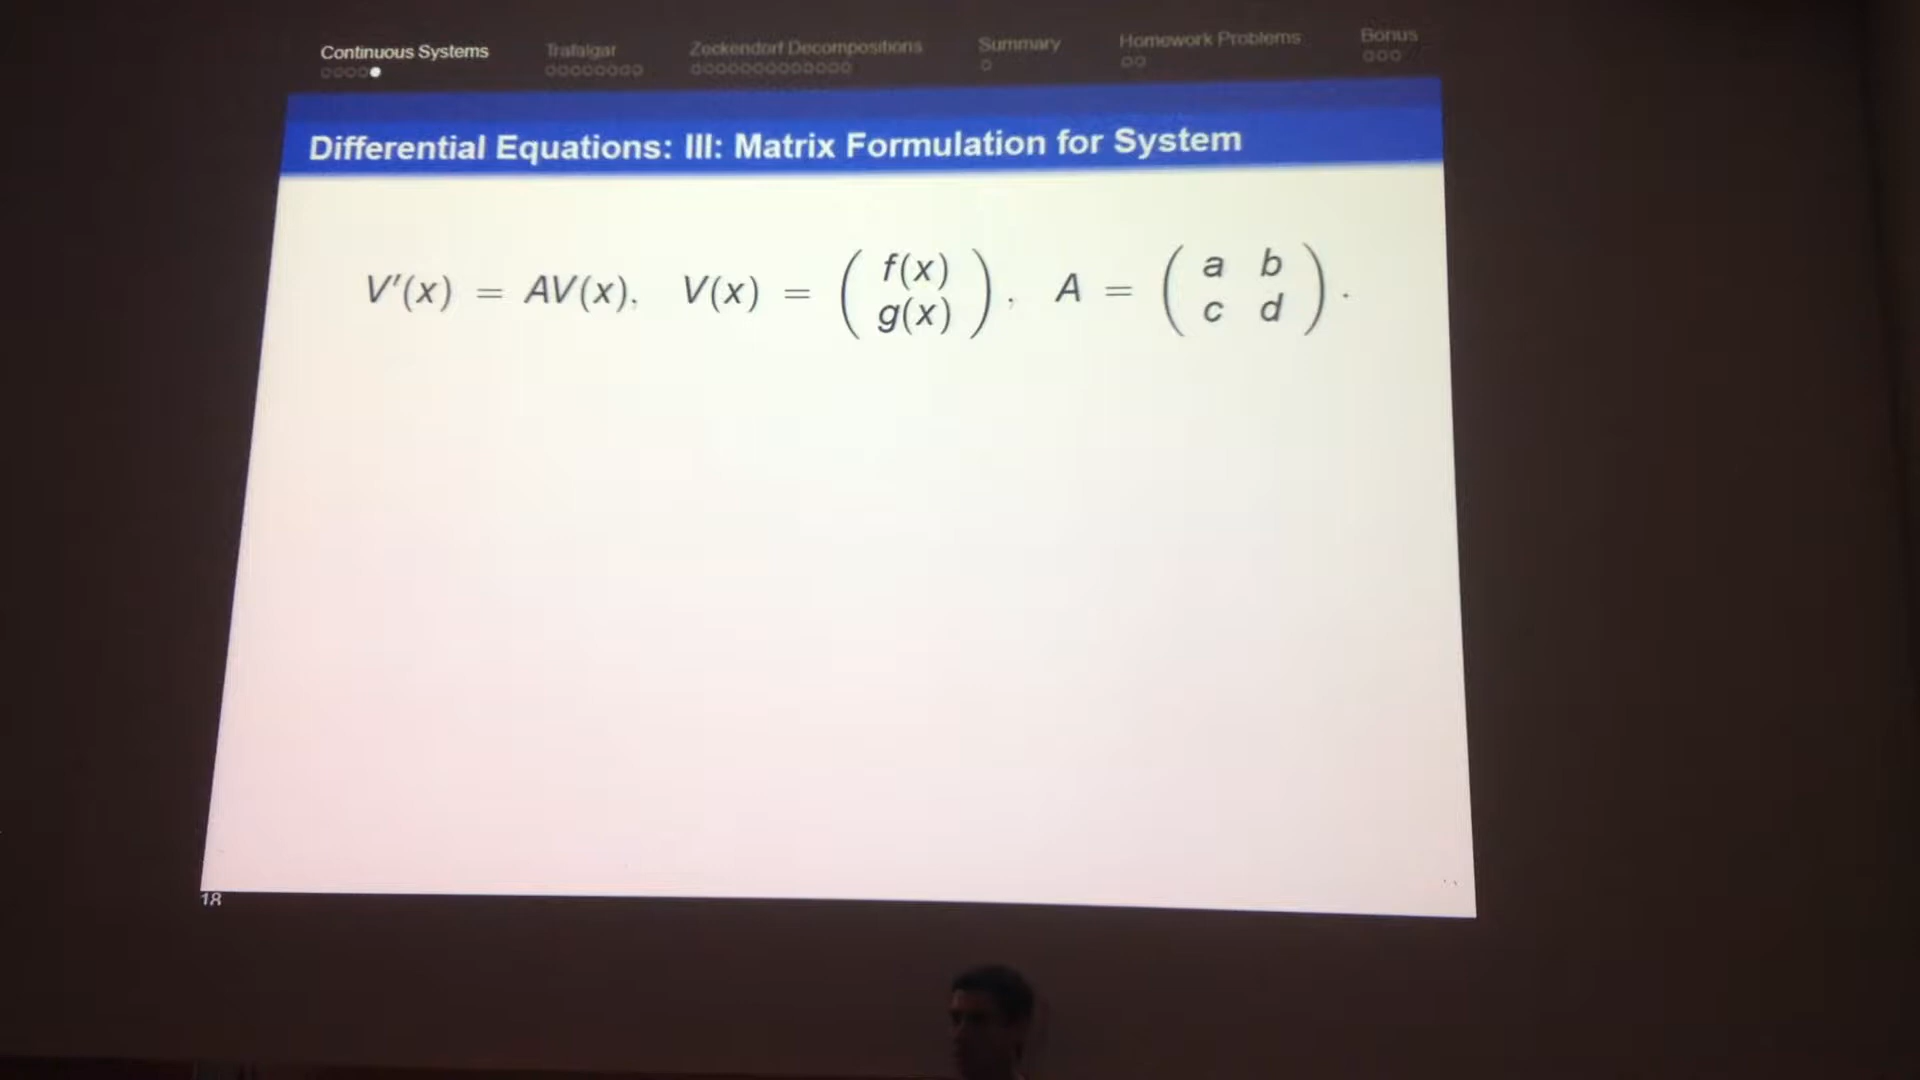 Continuous Systems Trafalgar Zeckendorf Decompositions Summary Homework Problems Bonus
Differential Equations: III: Matrix Formulation for System
V′(x) = AV(x), V(x) = ( f(x) g(x) ), A = ( a b c d ).
18